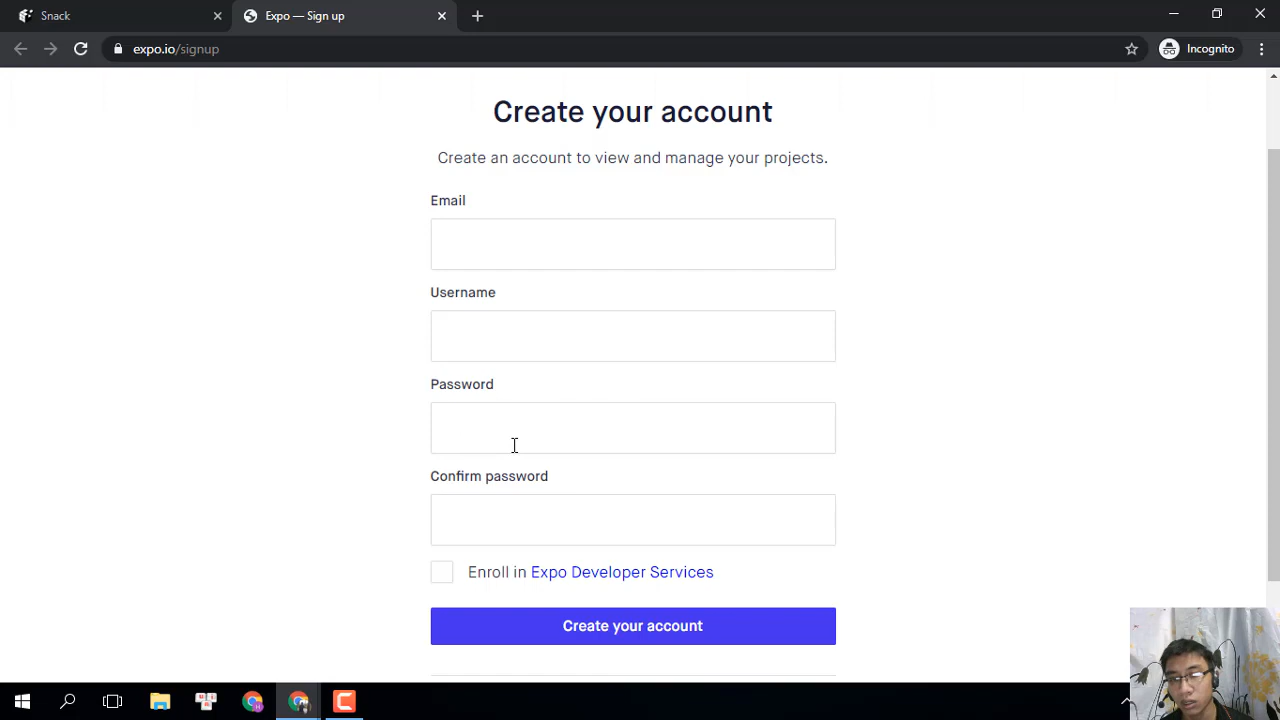 Snack
Expo — Sign up
expo.io/signup
Incognito
Create your account
Create an account to view and manage your projects.
Email
Username
Password
Confirm password
Enroll in Expo Developer Services
Create your account